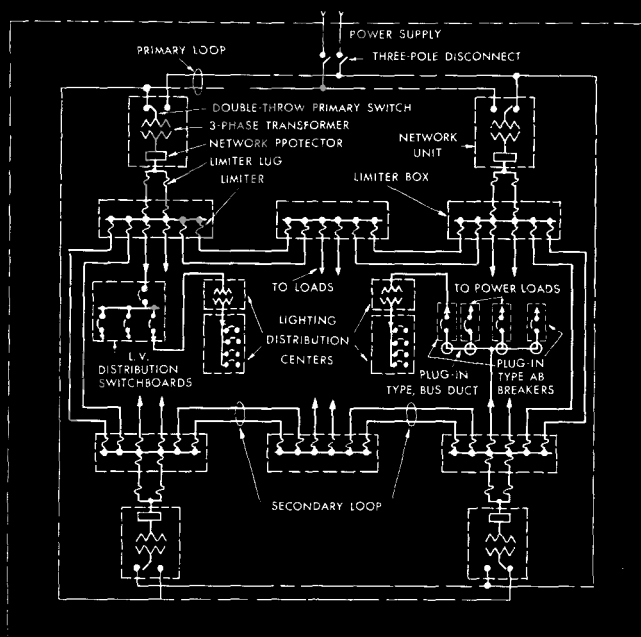 POWER SUPPLY
PRIMARY LOOP
THREE-POLE DISCONNECT
DOUBLE-THROW PRIMARY SWITCH
3-PHASE TRANSFORMER
NETWORK PPOTECTOR
LIMITER LUG
LIMITER
NETWORK
UNIT
LIMITER BOX
TO LOADS
TO POWER LOADS
LIGHTING
DISTRIBUTION
CENTERS
L.V.
DISTRIBUTION
SWITCHBOARDS
PLUG-IN
TYPE, BUS DUCT
PLUG-IN
TYPE AB
BREAKERS
SECONDARY LOOP